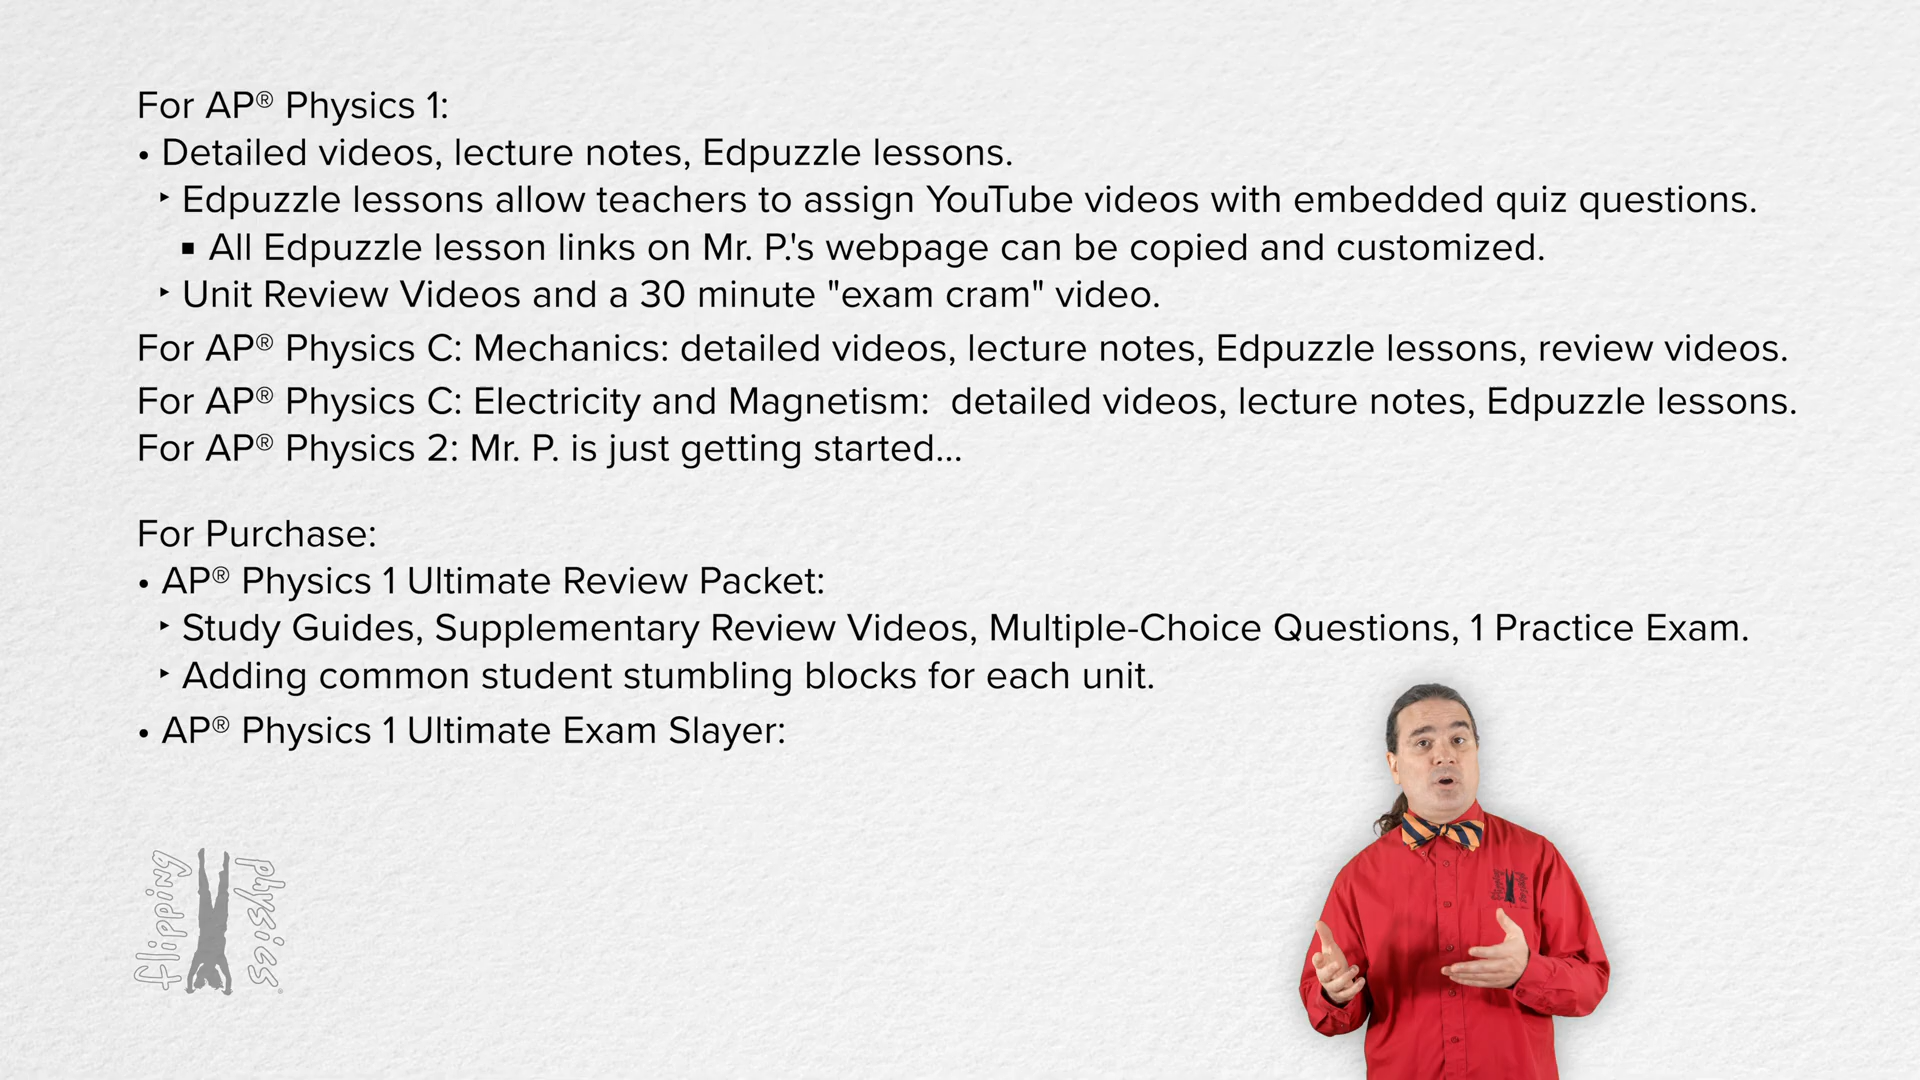 For AP® Physics 1:
• Detailed videos, lecture notes, Edpuzzle lessons.
‣ Edpuzzle lessons allow teachers to assign YouTube videos with embedded quiz questions.
▪ All Edpuzzle lesson links on Mr. P.'s webpage can be copied and customized.
‣ Unit Review Videos and a 30 minute "exam cram" video.
For AP® Physics C: Mechanics: detailed videos, lecture notes, Edpuzzle lessons, review videos.
For AP® Physics C: Electricity and Magnetism:  detailed videos, lecture notes, Edpuzzle lessons.
For AP® Physics 2: Mr. P. is just getting started...
For Purchase:
• AP® Physics 1 Ultimate Review Packet:
‣ Study Guides, Supplementary Review Videos, Multiple-Choice Questions, 1 Practice Exam.
‣ Adding common student stumbling blocks for each unit.
• AP® Physics 1 Ultimate Exam Slayer:
flipping
physics®
flipping
physics